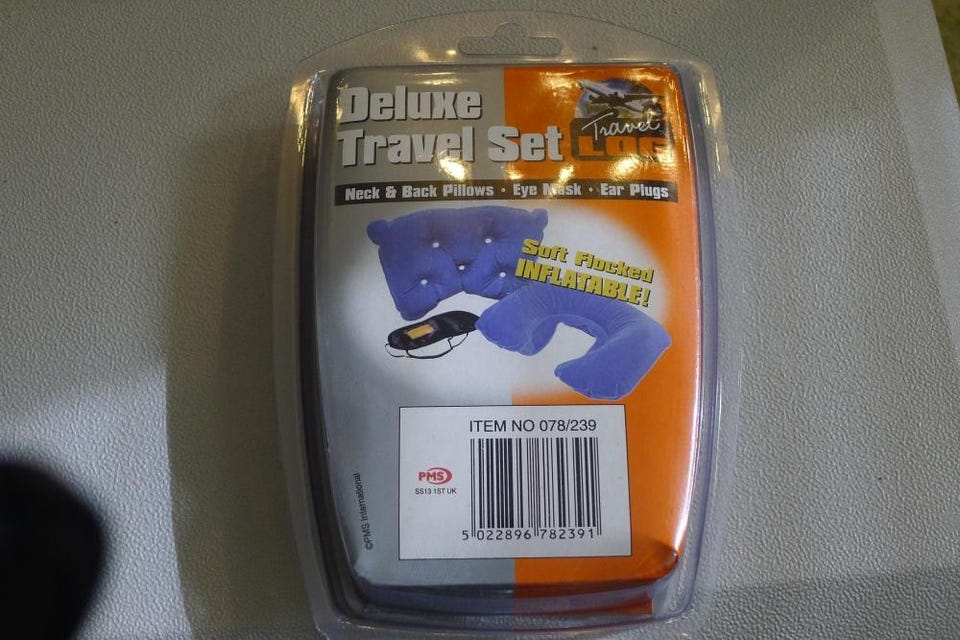 Deluxe
Travel Set
Travel
LOG
Neck & Back Pillows · Eye Mask · Ear Plugs
Soft Flocked
INFLATABLE!
ITEM NO 078/239
PMS
SS13 1ST UK
5 022896 782391
©PMS International